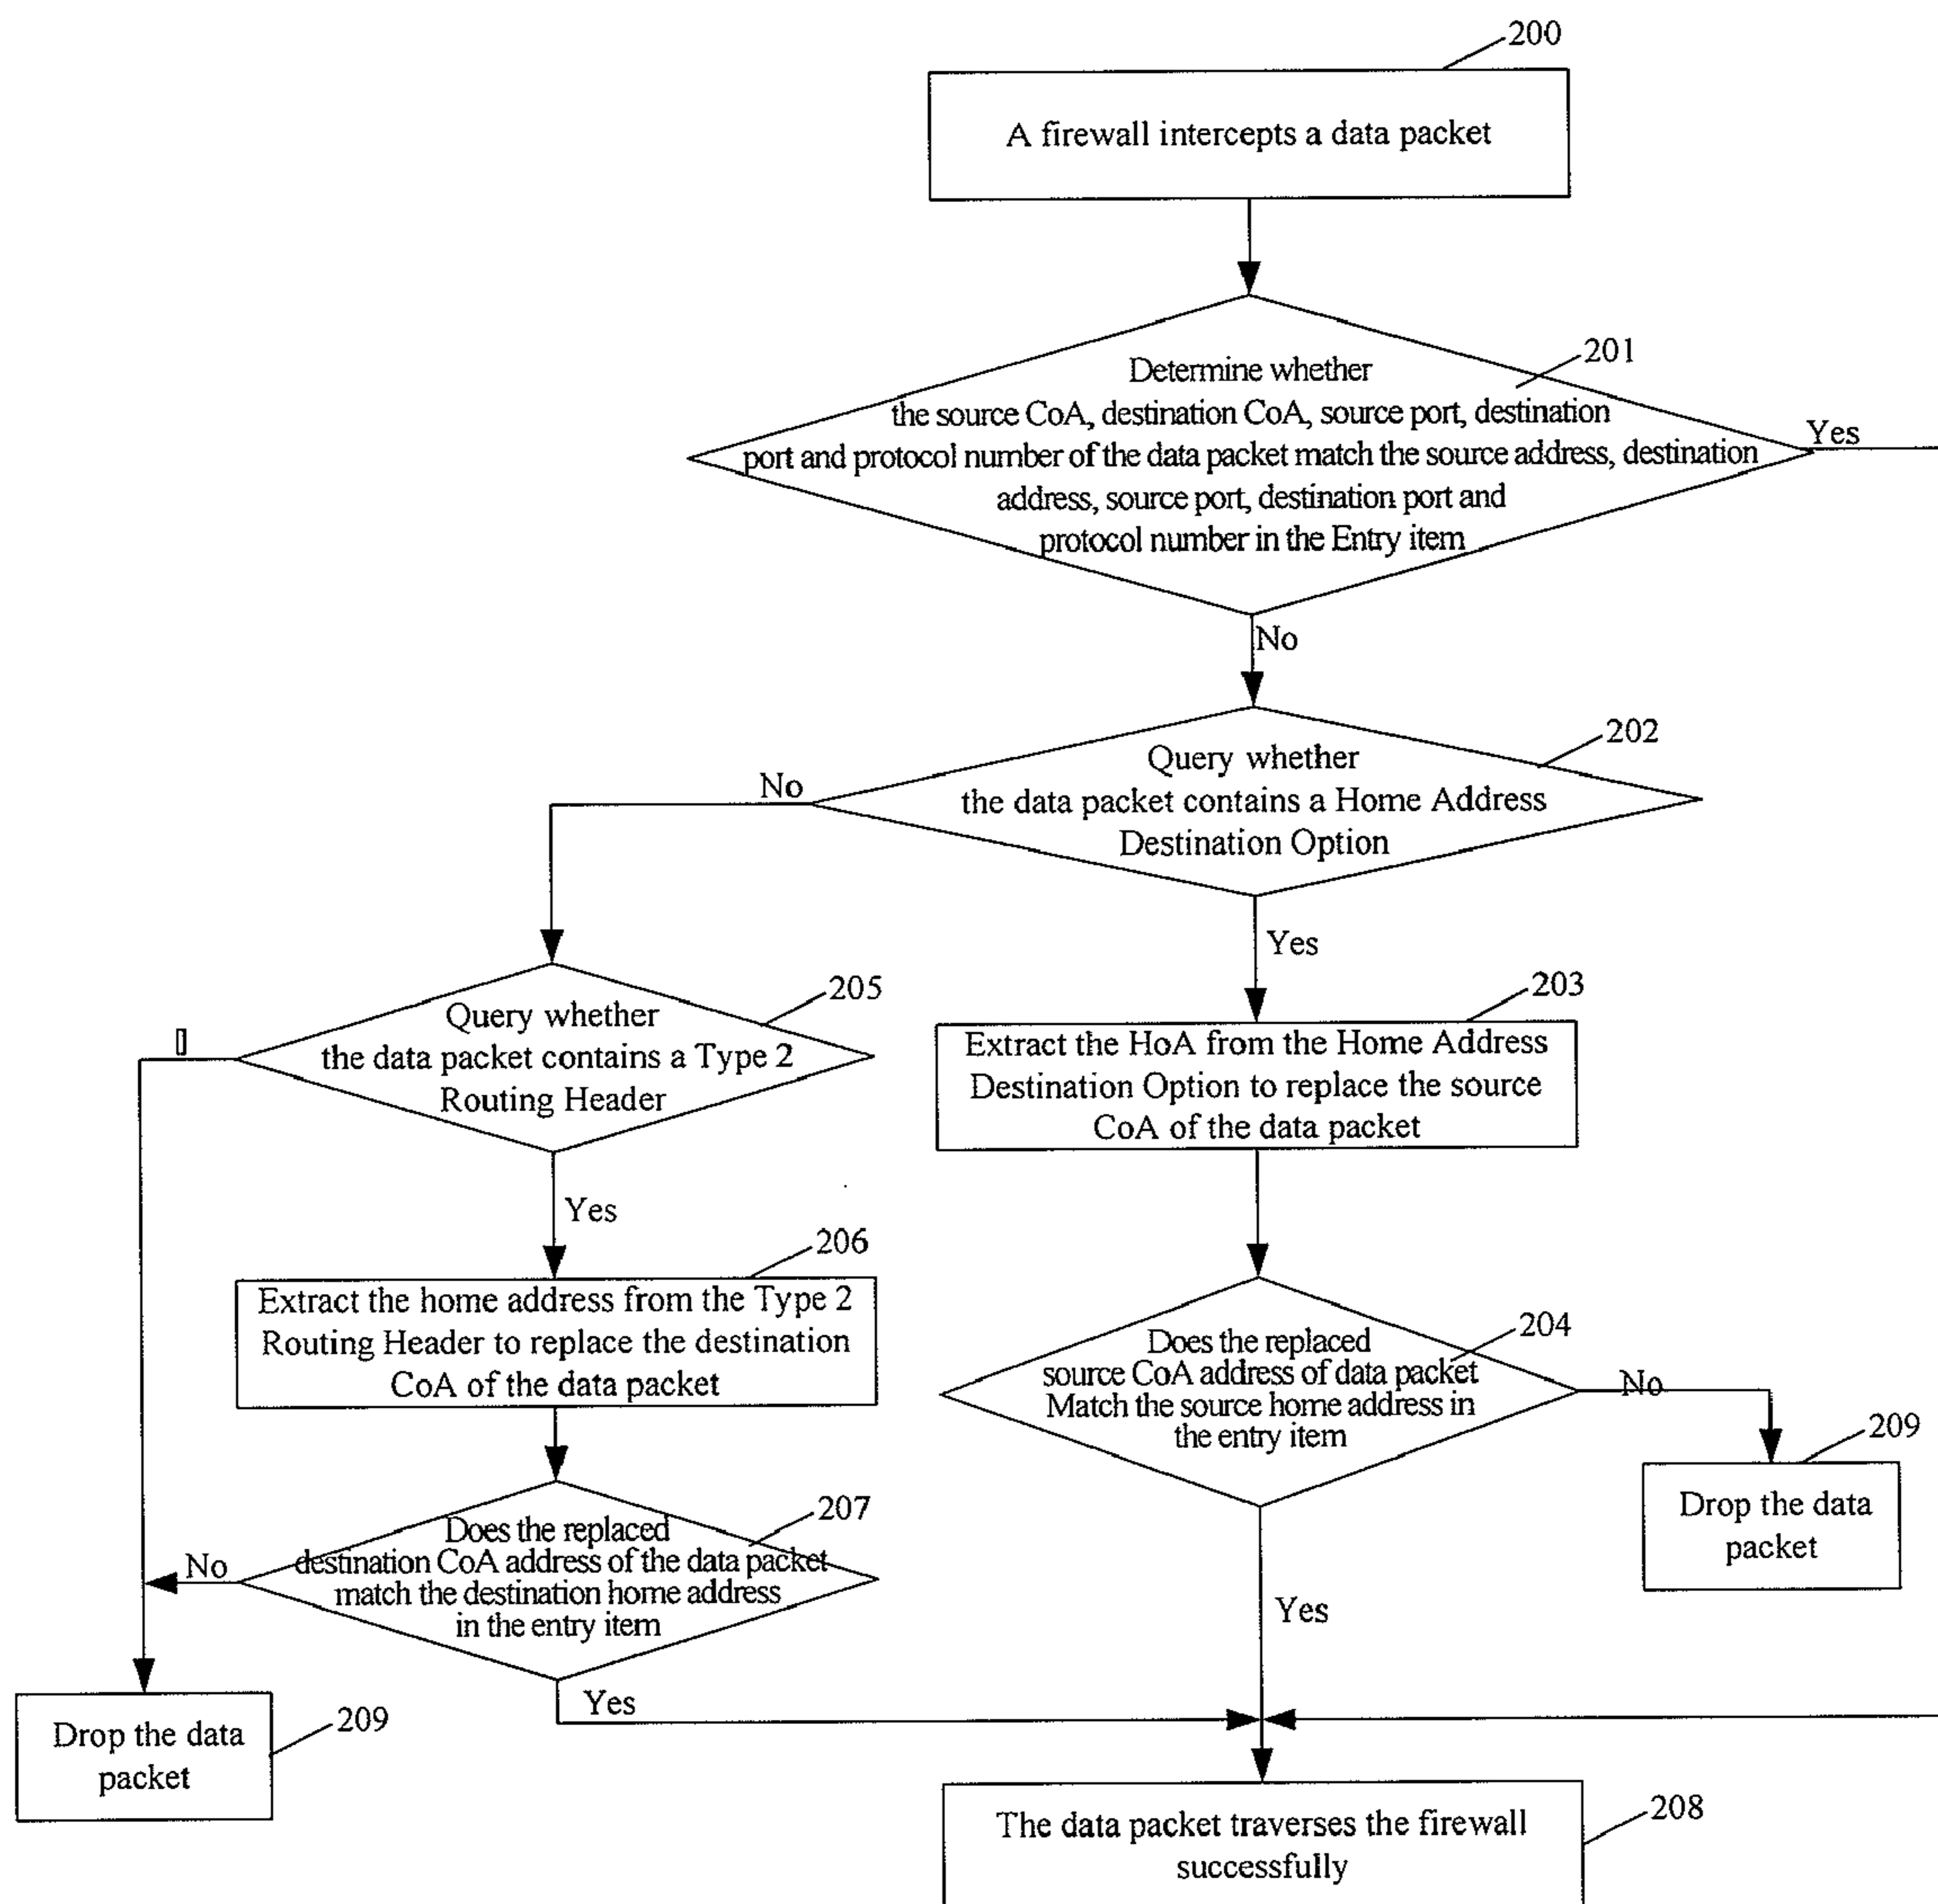 200
A firewall intercepts a data packet
201
Determine whether
the source CoA, destination CoA, source port, destination
port and protocol number of the data packet match the source address, destination
address, source port, destination port and
protocol number in the Entry item
Yes
No
202
Query whether
the data packet contains a Home Address
Destination Option
No
Yes
205
Query whether
the data packet contains a Type 2
Routing Header
203
Extract the HoA from the Home Address
Destination Option to replace the source
CoA of the data packet
Yes
206
Extract the home address from the Type 2
Routing Header to replace the destination
CoA of the data packet
204
Does the replaced
source CoA address of data packet
Match the source home address in
the entry item
No
209
Drop the data
packet
207
Does the replaced
destination CoA address of the data packet
match the destination home address
in the entry item
No
Yes
Yes
Drop the data
packet
209
The data packet traverses the firewall
successfully
208